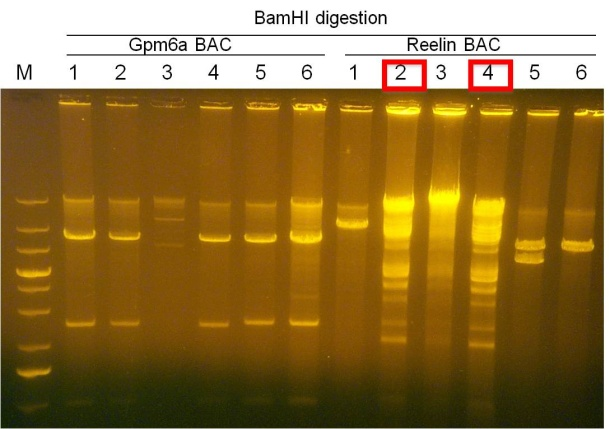 BamHI digestion
Gpm6a BAC Reelin BAC
M 1 2 3 4 5 6 1 2 3 4 5 6